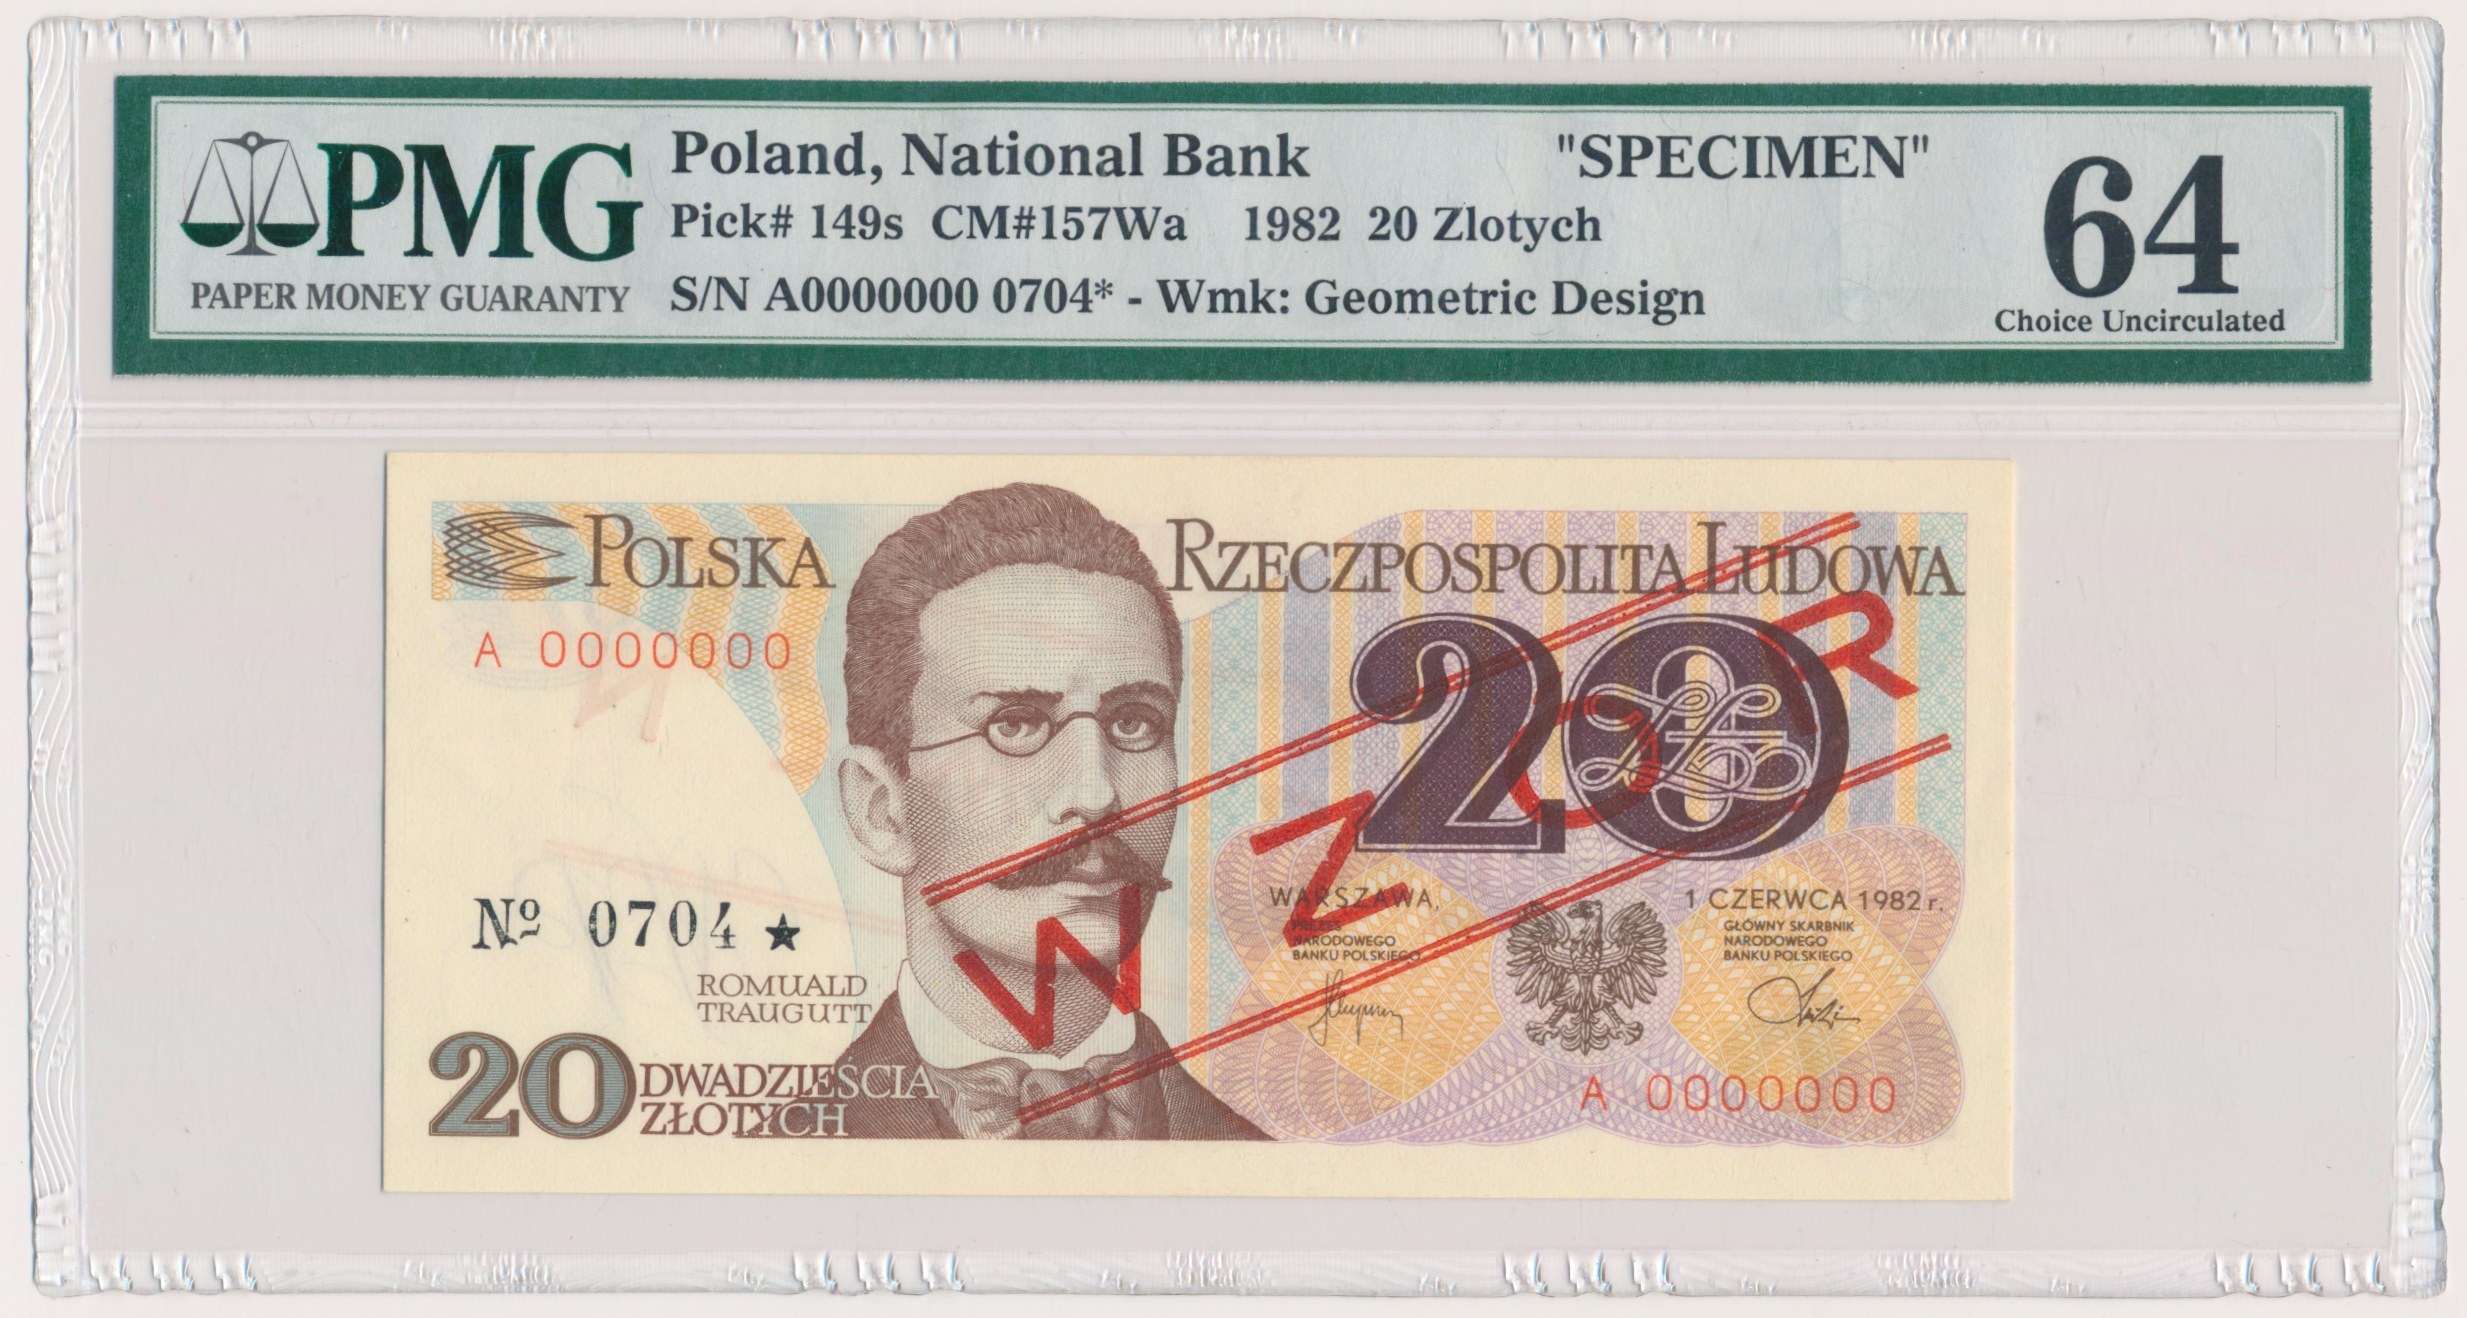 PMG
PAPER MONEY GUARANTY
Poland, National Bank "SPECIMEN"
Pick# 149s CM#157Wa 1982 20 Zlotych
S/N A0000000 0704* - Wmk: Geometric Design
64
Choice Uncirculated
POLSKA RZECZPOSPOLITA LUDOWA
A 0000000
20
WZÓR
№ 0704 ★
WARSZAWA, 1 CZERWCA 1982 r.
PREZES
NARODOWEGO
BANKU POLSKIEGO
GŁÓWNY SKARBNIK
NARODOWEGO
BANKU POLSKIEGO
ROMUALD
TRAUGUTT
20 DWADZIEŚCIA
ZŁOTYCH
A 0000000